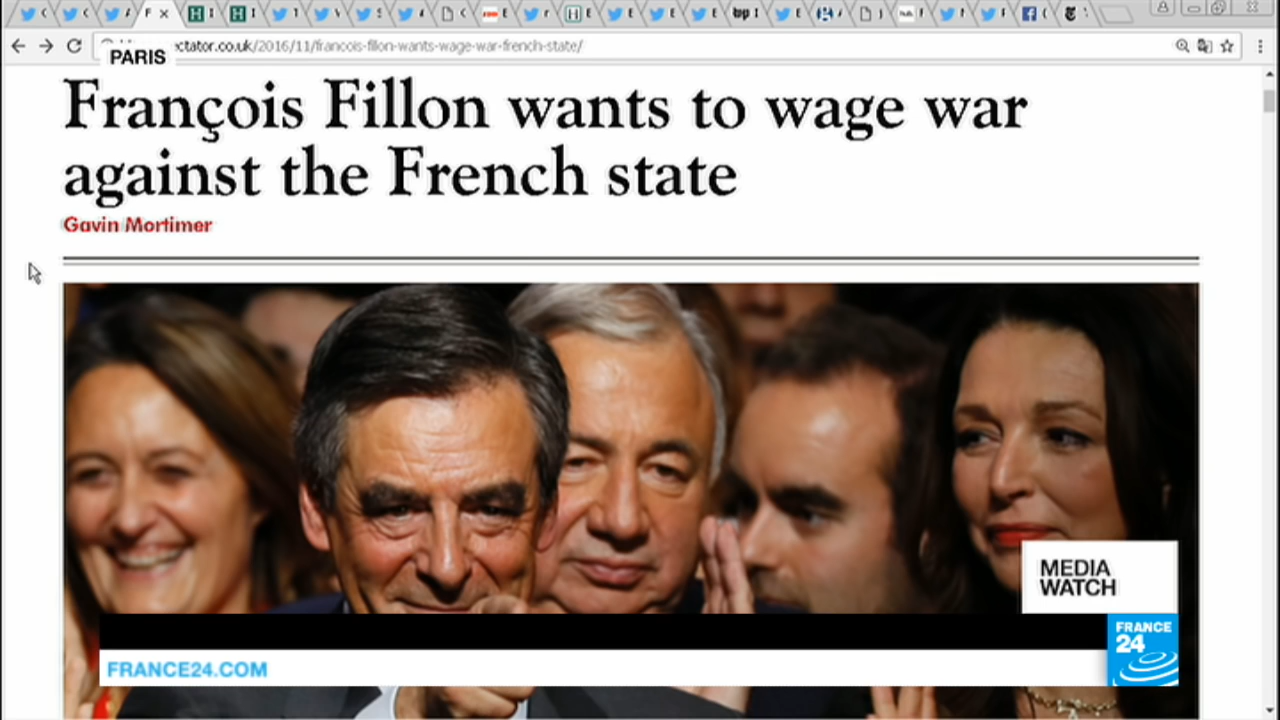 PARIS
ctator.co.uk/2016/11/francois-fillon-wants-wage-war-french-state/
François Fillon wants to wage war
against the French state
Gavin Mortimer
MEDIA
WATCH
FRANCE
24
FRANCE24.COM